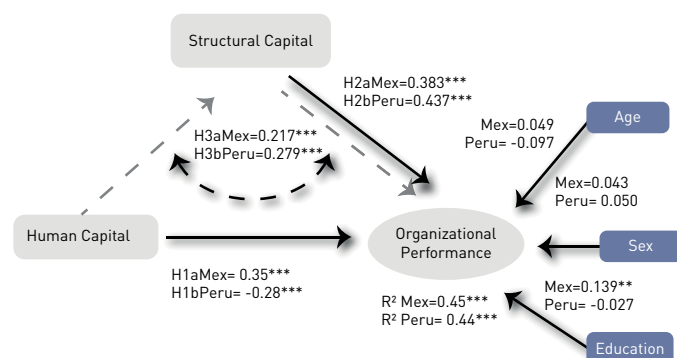 Structural Capital
H2aMex=0.383***
H2bPeru=0.437***
Age
Mex=0.049
Peru= -0.097
H3aMex=0.217***
H3bPeru=0.279***
Mex=0.043
Peru= 0.050
Human Capital
Organizational
Performance
Sex
H1aMex= 0.35***
H1bPeru= -0.28***
Mex=0.139**
Peru= -0.027
R² Mex=0.45***
R² Peru= 0.44***
Education